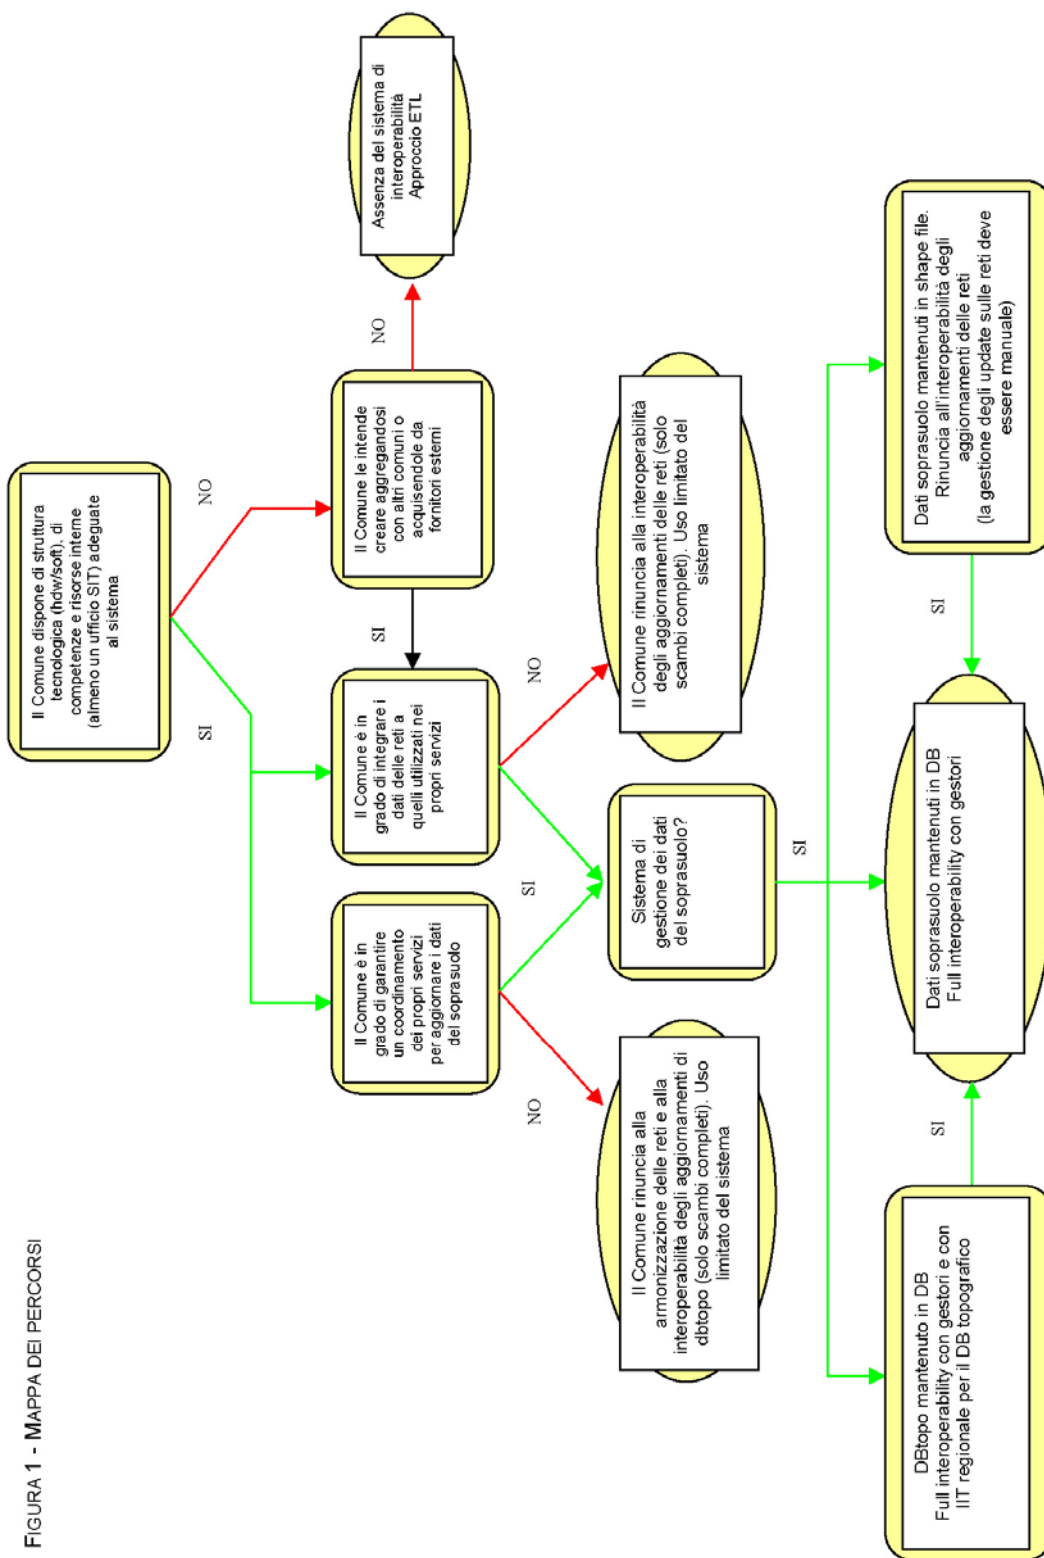 FIGURA 1 - MAPPA DEI PERCORSI
Il Comune dispone di struttura
tecnologica (hdw/soft), di
competenze e risorse interne
(almeno un ufficio SIT) adeguate
al sistema
SI
NO
Il Comune è in
grado di garantire
un coordinamento
dei propri servizi
per aggiornare i dati
del soprasuolo
Il Comune è in
grado di integrare i
dati delle reti a
quelli utilizzati nei
propri servizi
SI
Il Comune le intende
creare aggregandosi
con altri comuni o
acquisendole da
fornitori esterni
NO
Assenza del sistema di
interoperabilità
Approccio ETL
NO
SI
NO
Il Comune rinuncia alla
armonizzazione delle reti e alla
interoperabilità degli aggiornamenti di
dbtopo (solo scambi completi). Uso
limitato del sistema
Sistema di
gestione dei dati
del soprasuolo?
Il Comune rinuncia alla interoperabilità
degli aggiornamenti delle reti (solo
scambi completi). Uso limitato del
sistema
SI
DBtopo mantenuto in DB
Full interoperability con gestori e con
IIT regionale per il DB topografico
SI
Dati soprasuolo mantenuti in DB
Full interoperability con gestori
SI
Dati soprasuolo mantenuti in shape file.
Rinuncia all'interoperabilità degli
aggiornamenti delle reti
(la gestione degli update sulle reti deve
essere manuale)